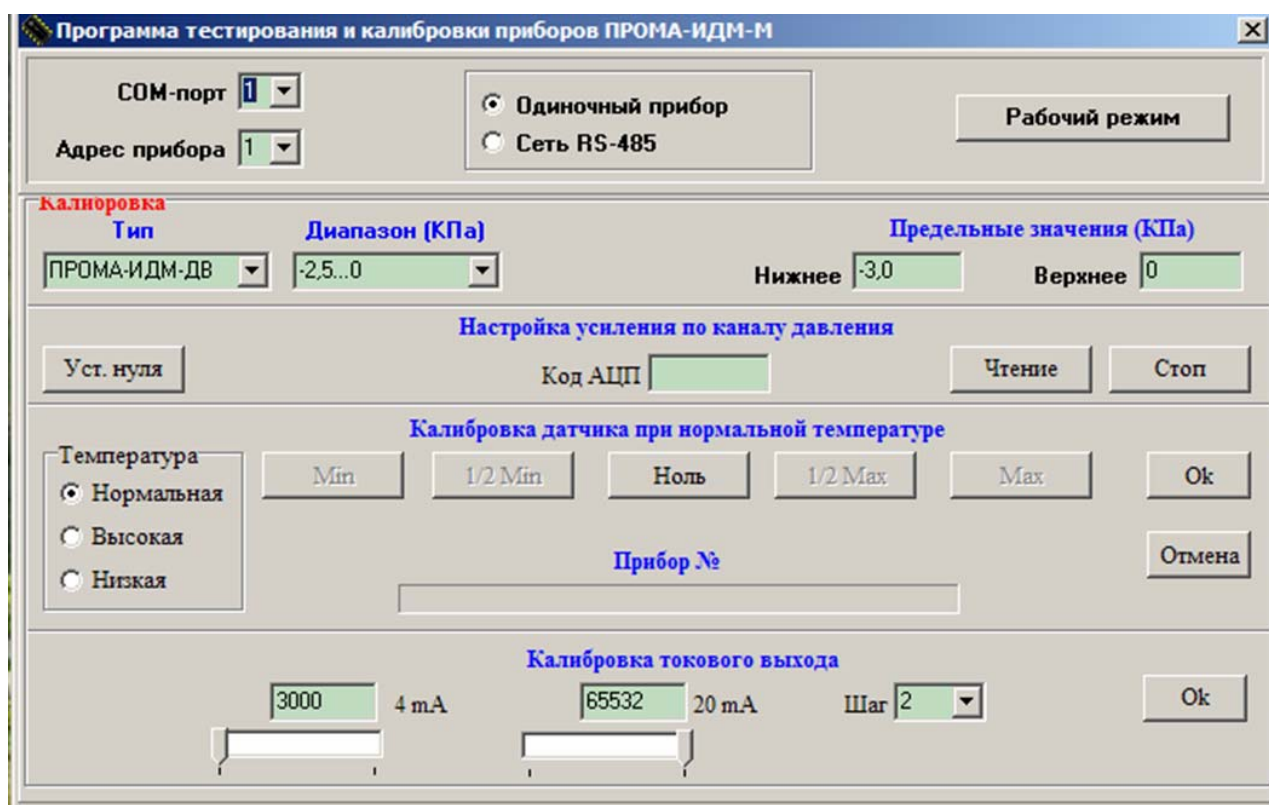 Программа тестирования и калибровки приборов ПРОМА-ИДМ-М
COM-порт 1
Одиночный прибор
Рабочий режим
Адрес прибора 1
Сеть RS-485
Калибровка
Тип Диапазон (КПа) Предельные значения (КПа)
ПРОМА-ИДМ-ДВ -2,5...0 Нижнее -3,0 Верхнее 0
Настройка усиления по каналу давления
Уст. нуля Код АЦП Чтение Стоп
Калибровка датчика при нормальной температуре
Температура
Min 1/2 Min Ноль 1/2 Max Max Ok
Нормальная
Высокая
Низкая
Прибор № Отмена
Калибровка токового выхода
3000 4 mA 65532 20 mA Шаг 2 Ok